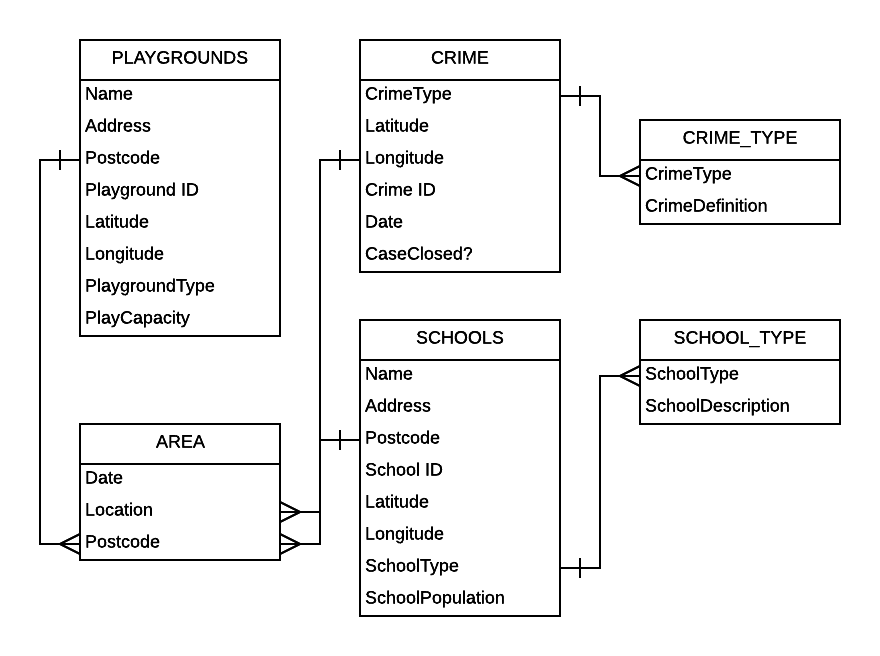 PLAYGROUNDS
Name
Address
Postcode
Playground ID
Latitude
Longitude
PlaygroundType
PlayCapacity
CRIME
CrimeType
Latitude
Longitude
Crime ID
Date
CaseClosed?
CRIME_TYPE
CrimeType
CrimeDefinition
AREA
Date
Location
Postcode
SCHOOLS
Name
Address
Postcode
School ID
Latitude
Longitude
SchoolType
SchoolPopulation
SCHOOL_TYPE
SchoolType
SchoolDescription